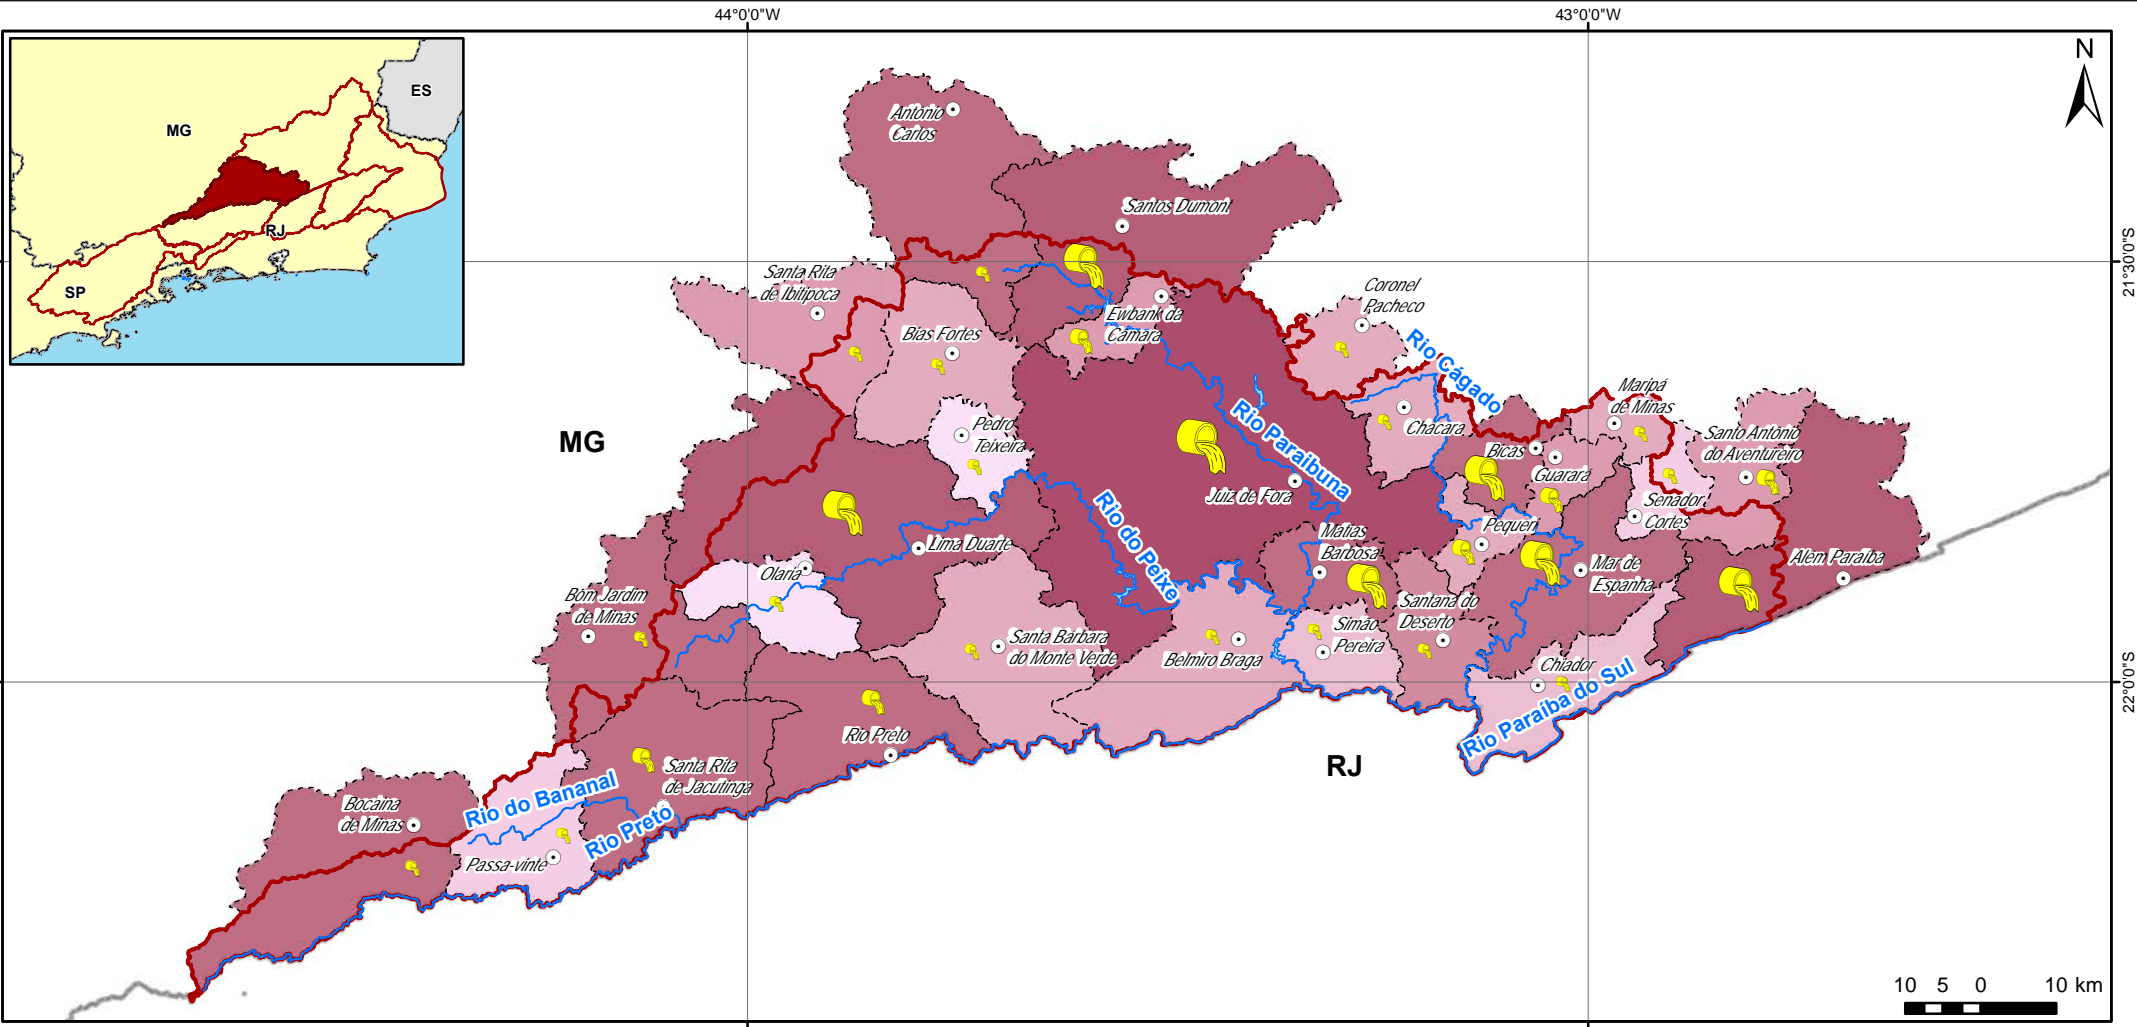 44°0'0"W
43°0'0"W
ES
MG
RJ
SP
N
21°30'0"S
22°0'0"S
Antônio
Carlos
Santos Dumont
Santa Rita
de Ibitipoca
Bias Fortes
Ewbank da
Câmara
Coronel
Pacheco
Rio Cágado
Maripá
de Minas
Chácara
Bicas
Guarará
Santo Antônio
do Aventureiro
Pedro
Teixeira
MG
Rio Paraibuna
Juiz de Fora
Senador
Cortes
Pequeri
Rio do Peixe
Matias
Barbosa
Lima Duarte
Olaria
Mar de
Espanha
Além Paraíba
Bom Jardim
de Minas
Santana do
Deserto
Simão
Pereira
Santa Bárbara
do Monte Verde
Belmiro Braga
Chiador
Rio Paraíba do Sul
Rio Preto
RJ
Santa Rita
de Jacutinga
Rio do Bananal
Bocaina
de Minas
Rio Preto
Passa-vinte
10 5 0 10 km